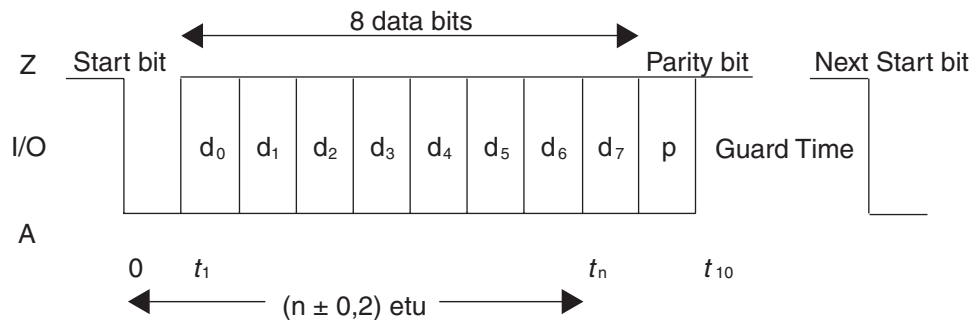 8 data bits
Z Start bit Parity bit Next Start bit
I/O d₀ d₁ d₂ d₃ d₄ d₅ d₆ d₇ p Guard Time
A
0 t₁ tₙ t₁₀
(n ± 0,2) etu